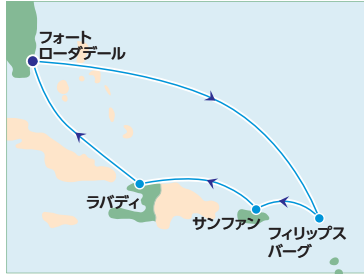 フォート
ローダデール
ラバディ
サンファン
フィリップス
バーグ